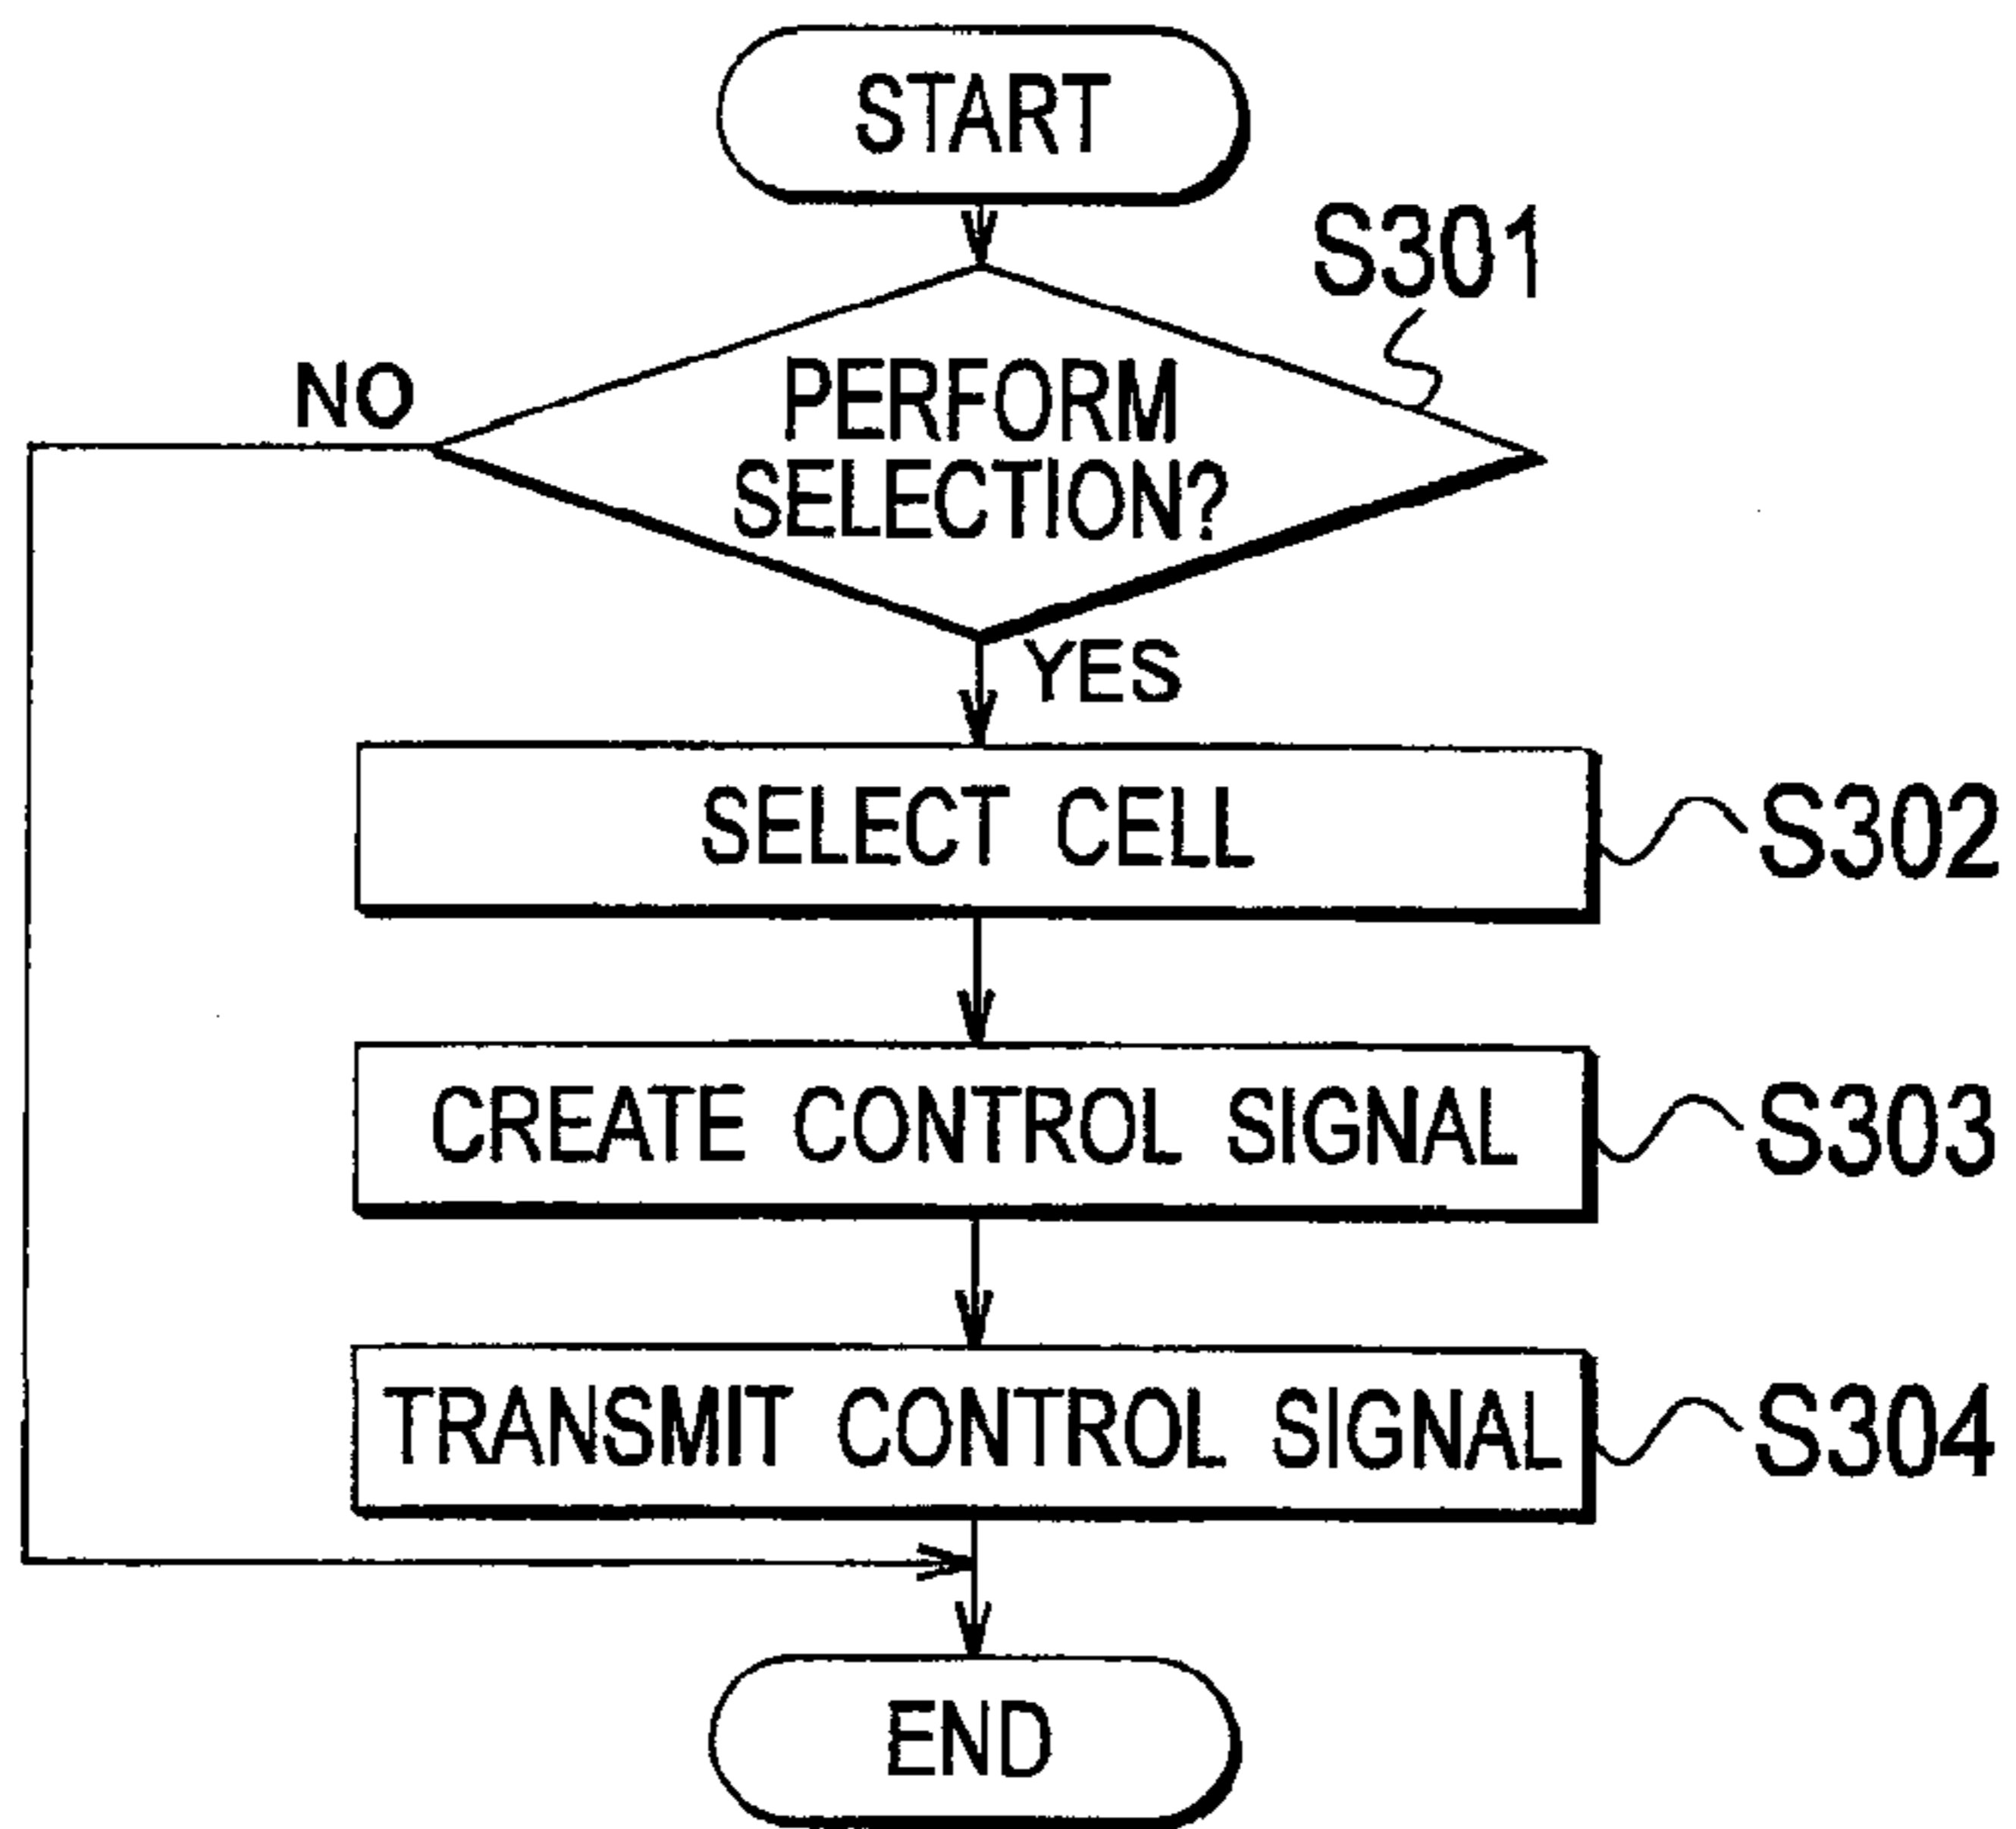 START
S301
NO
PERFORM
SELECTION?
YES
SELECT CELL
S302
CREATE CONTROL SIGNAL
S303
TRANSMIT CONTROL SIGNAL
S304
END